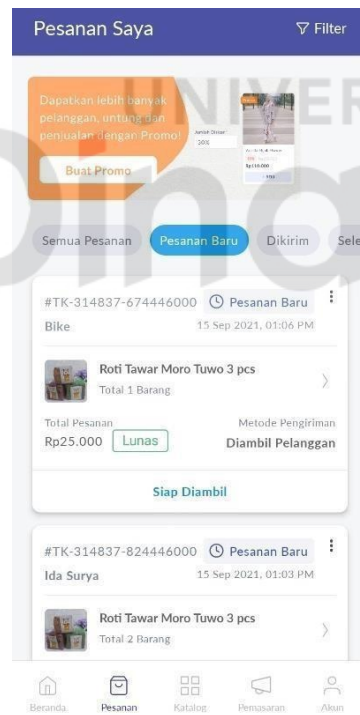 Pesanan Saya
Filter
Dapatkan lebih banyak
pelanggan, untung dan
penjualan dengan Promo!
Buat Promo
30%
UNIVER
Dina
Semua Pesanan
Pesanan Baru
Dikirim
Sele
#TK-314837-674446000
Pesanan Baru
Bike
15 Sep 2021, 01:06 PM
Roti Tawar Moro Tuwo 3 pcs
Total 1 Barang
Total Pesanan
Metode Pengiriman
Rp25.000
Lunas
Diambil Pelanggan
Siap Diambil
#TK-314837-824446000
Pesanan Baru
Ida Surya
15 Sep 2021, 01:03 PM
Roti Tawar Moro Tuwo 3 pcs
Total 2 Barang
Beranda
Pesanan
Katalog
Pemasaran
Akun